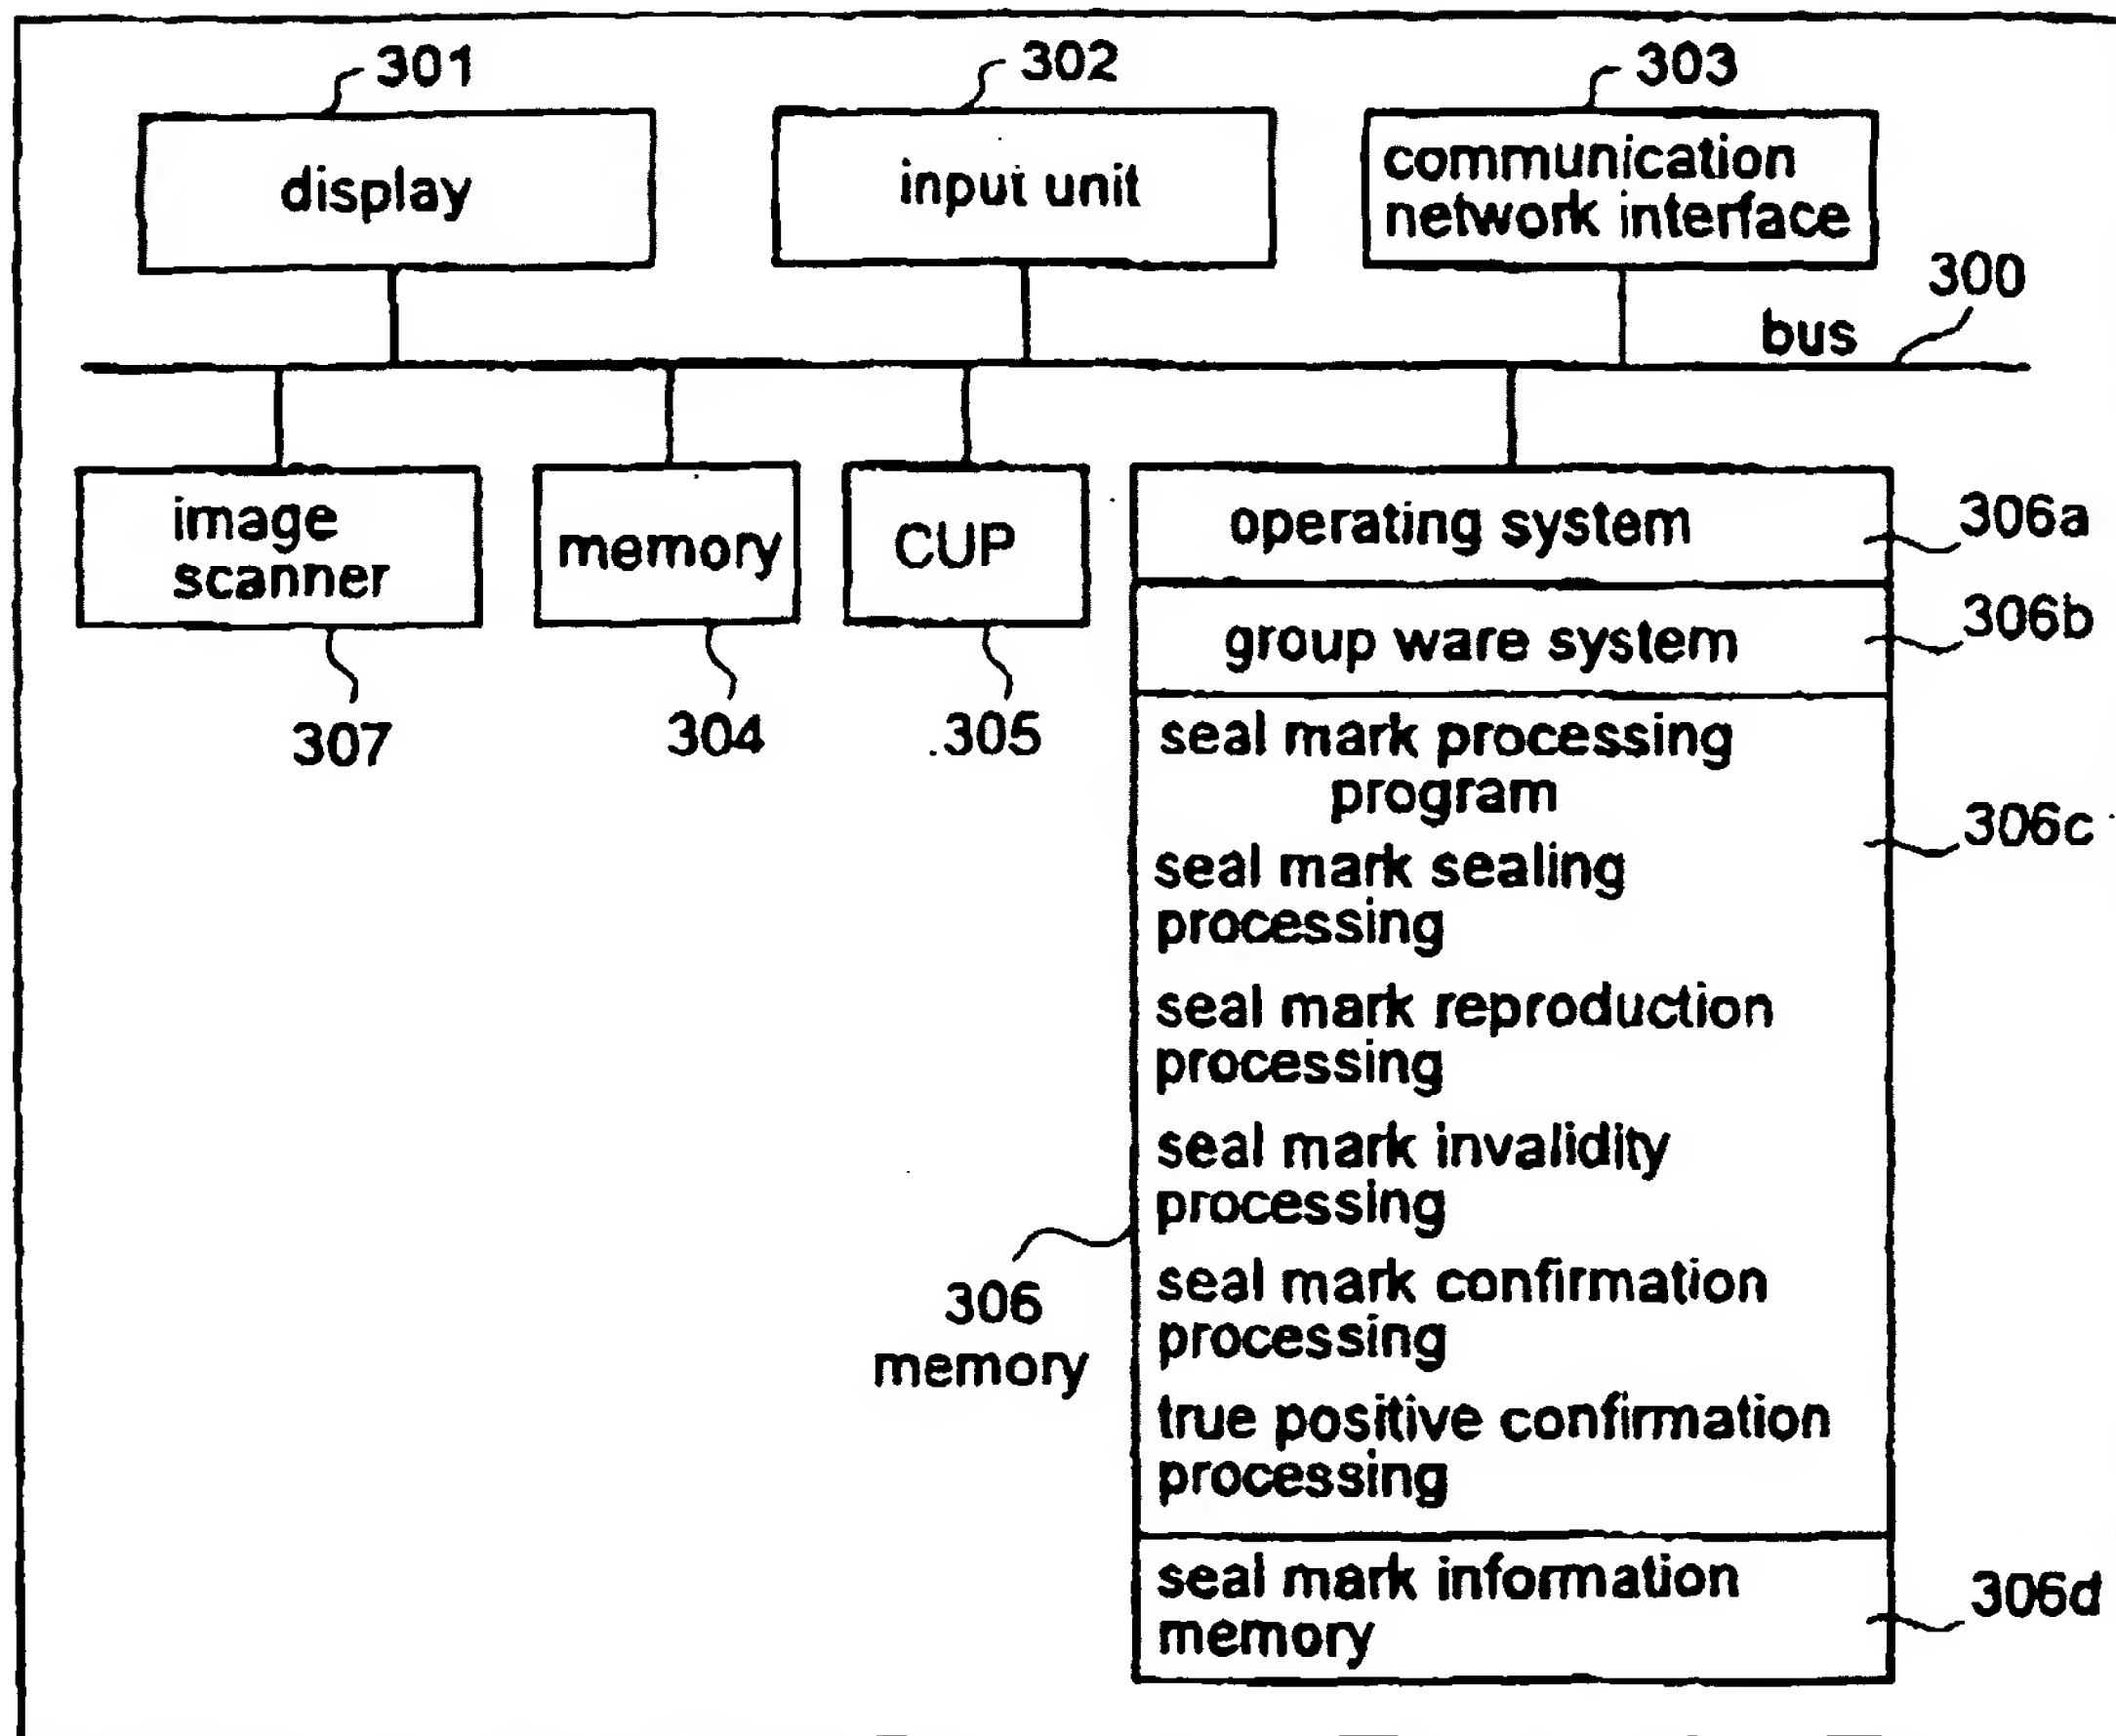 301
302
303
display
input unit
communication
network interface
300
bus
image
scanner
memory
CUP
operating system
306a
group ware system
306b
307
304
305
seal mark processing
program
306c
seal mark sealing
processing
seal mark reproduction
processing
seal mark invalidity
processing
306
memory
seal mark confirmation
processing
true positive confirmation
processing
seal mark information
memory
306d